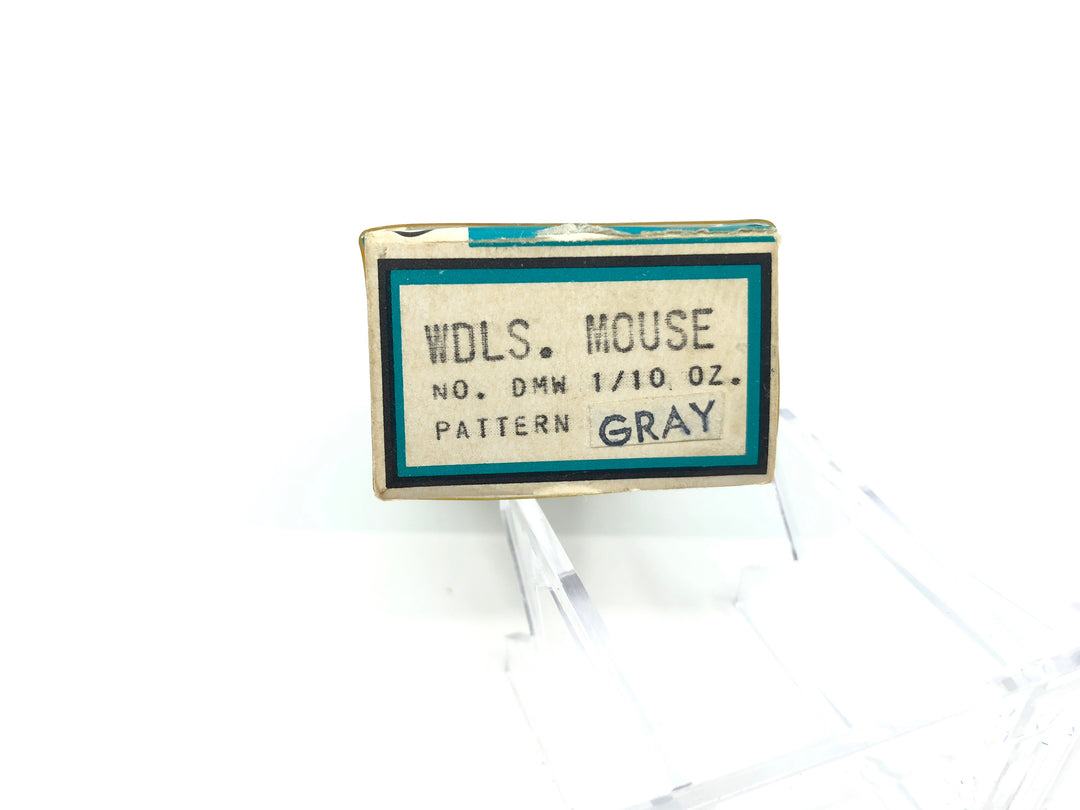 WDLS. MOUSE
NO. DMW 1/10 OZ.
PATTERN GRAY